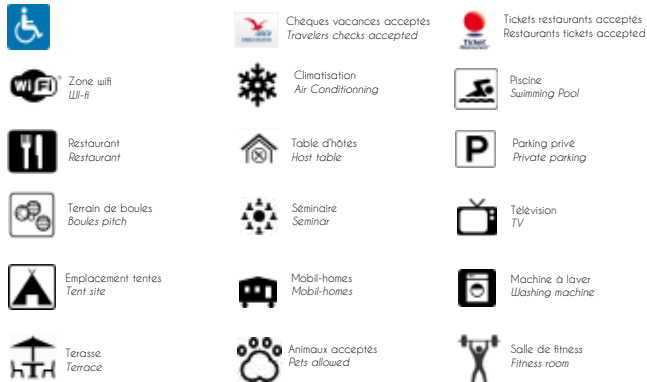 Chèques vacances acceptés
Travelers checks accepted
Ticket
Restaurant
Tickets restaurants acceptés
Restaurants tickets accepted
WiFi
Zone wifi
WI-fi
Climatisation
Air Conditionning
Piscine
Swimming Pool
Restaurant
Restaurant
Table d'hôtes
Host table
P
Parking privé
Private parking
Terrain de boules
Boules pitch
Séminaire
Seminar
Télévision
TV
Emplacement tentes
Tent site
Mobil-homes
Mobil-homes
Machine à laver
Washing machine
Terasse
Terrace
Animaux acceptés
Pets allowed
Salle de fitness
Fitness room